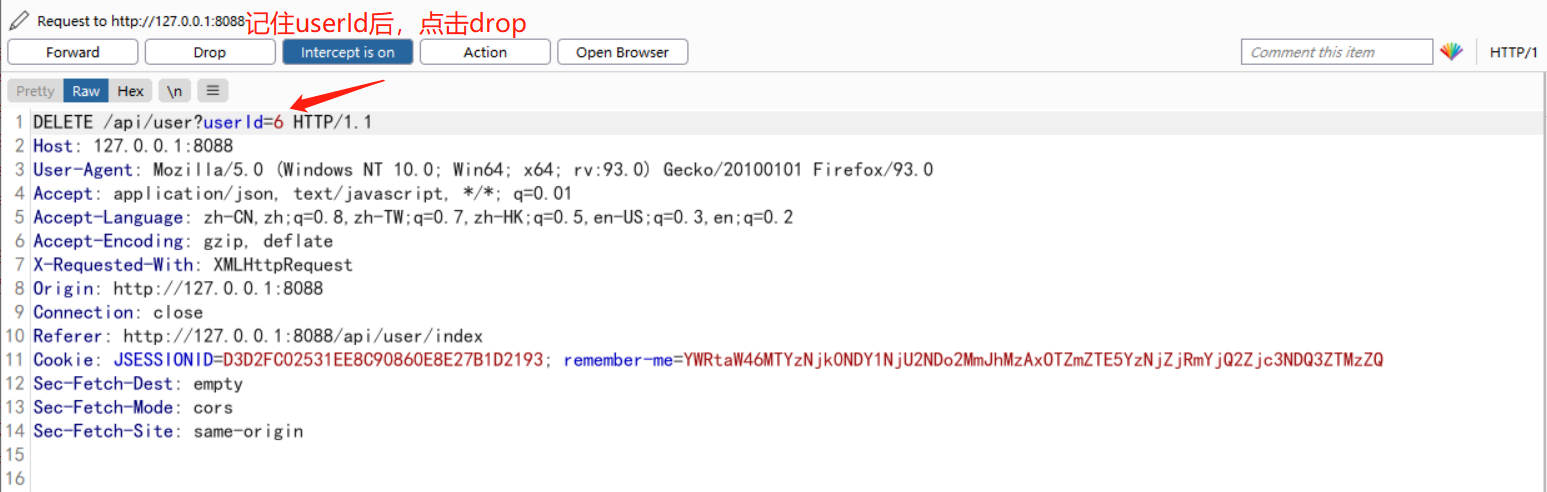 Request to http://127.0.0.1:8088
记住userId后，点击drop
Forward
Drop
Intercept is on
Action
Open Browser
Comment this item
HTTP/1
Pretty
Raw
Hex
\n
1 DELETE /api/user?userId=6 HTTP/1.1
2 Host: 127.0.0.1:8088
3 User-Agent: Mozilla/5.0 (Windows NT 10.0; Win64; x64; rv:93.0) Gecko/20100101 Firefox/93.0
4 Accept: application/json, text/javascript, */*; q=0.01
5 Accept-Language: zh-CN,zh;q=0.8,zh-TW;q=0.7,zh-HK;q=0.5,en-US;q=0.3,en;q=0.2
6 Accept-Encoding: gzip, deflate
7 X-Requested-With: XMLHttpRequest
8 Origin: http://127.0.0.1:8088
9 Connection: close
10 Referer: http://127.0.0.1:8088/api/user/index
11 Cookie: JSESSIONID=D3D2FC02531EE8C90860E8E27B1D2193; remember-me=YWRtaW46MTYzNjk0NDY1NjU2NDo2MmJhMzAxOTZmZTE5YzNjZjRmYjQ2Zjc3NDQ3ZTMzZQ
12 Sec-Fetch-Dest: empty
13 Sec-Fetch-Mode: cors
14 Sec-Fetch-Site: same-origin
15
16